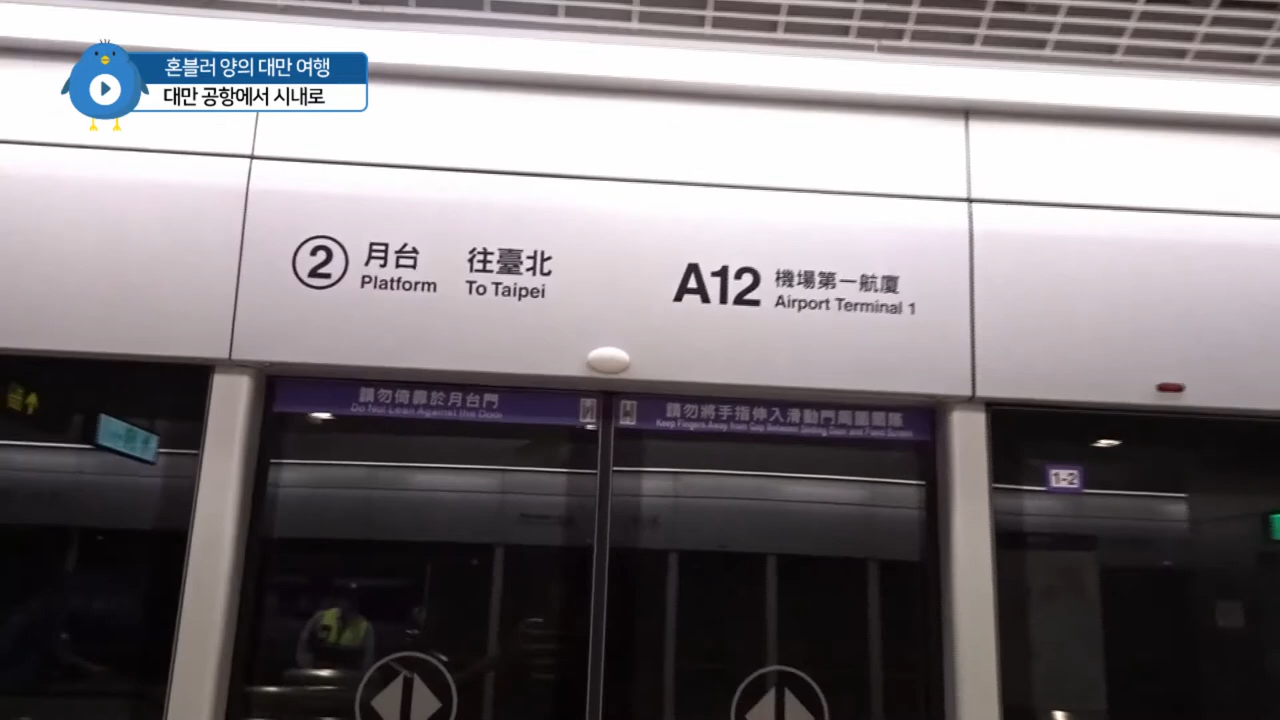 혼블러 양의 대만 여행
대만 공항에서 시내로
2 月台 往臺北
Platform To Taipei
A12 機場第一航廈
Airport Terminal 1
請勿倚靠於月台門
Do Not Lean Against the Door
請勿將手指伸入滑動門周圍間隙
Keep Fingers Away from Gap Between Sliding Door and Fixed Screen
1-2